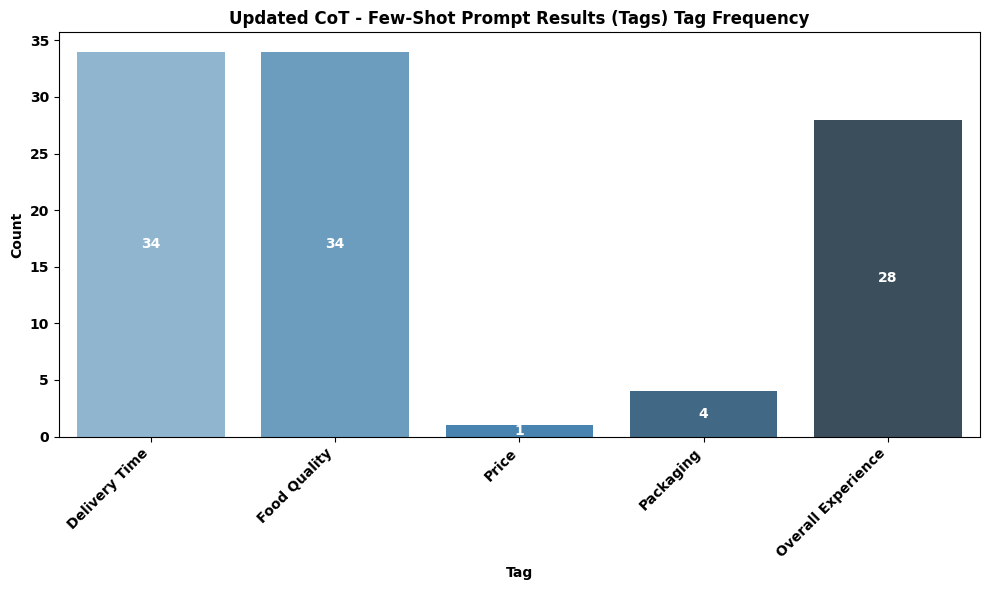 Updated CoT - Few-Shot Prompt Results (Tags) Tag Frequency
Count
35
30
25
20
15
10
5
0
34
34
1
4
28
Delivery Time
Food Quality
Price
Packaging
Overall Experience
Tag